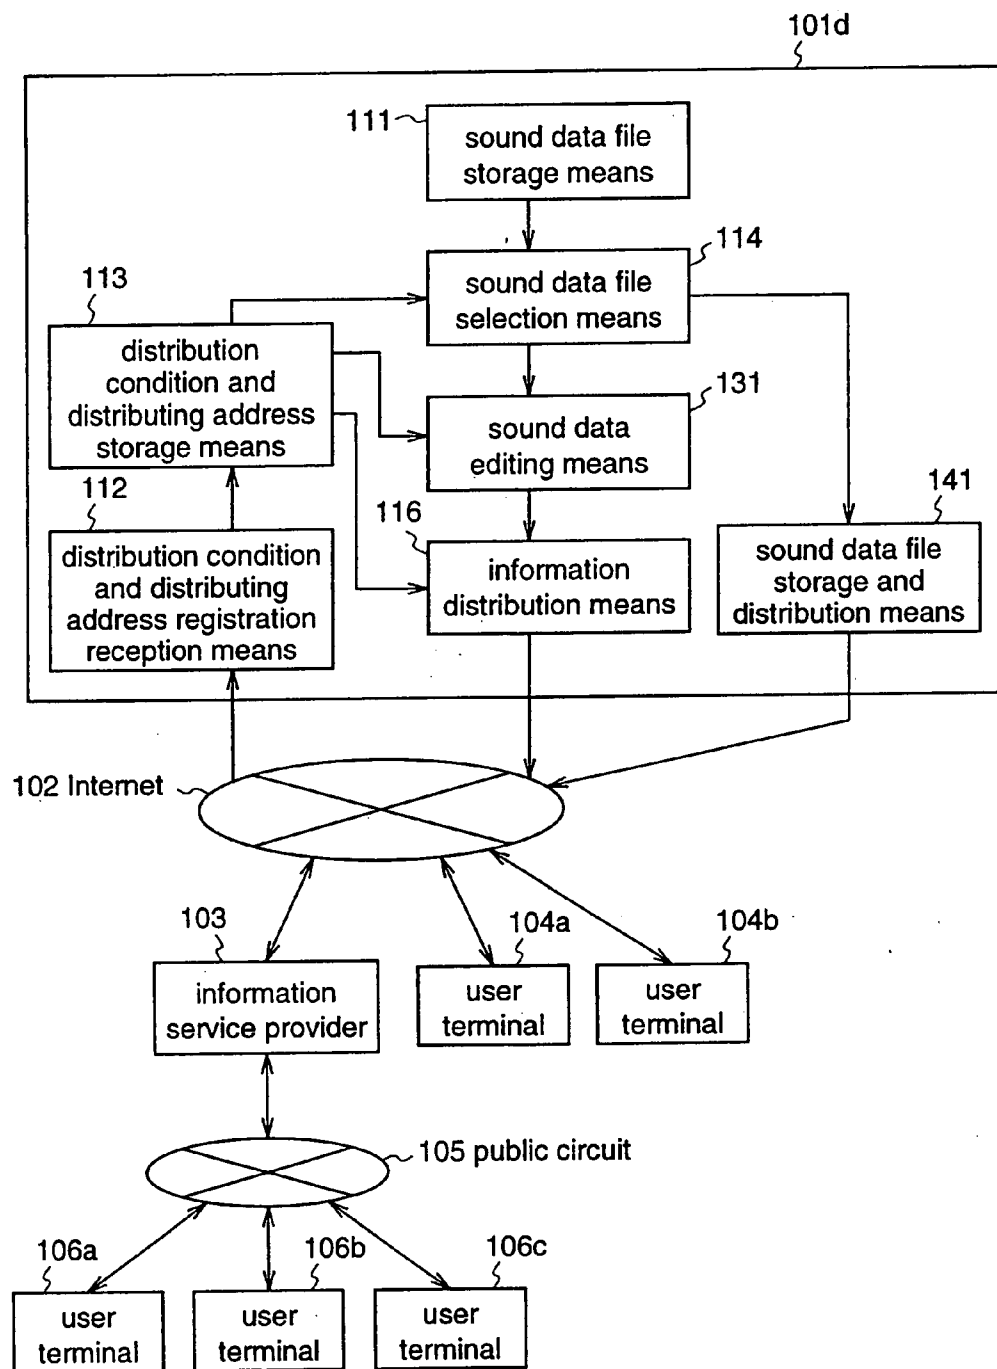 101d
111
sound data file
storage means
114
sound data file
selection means
113
distribution
condition and
distributing address
storage means
131
sound data
editing means
112
distribution condition
and distributing
address registration
reception means
116
information
distribution means
141
sound data file
storage and
distribution means
102 Internet
103
information
service provider
104a
user
terminal
104b
user
terminal
105 public circuit
106a
user
terminal
106b
user
terminal
106c
user
terminal